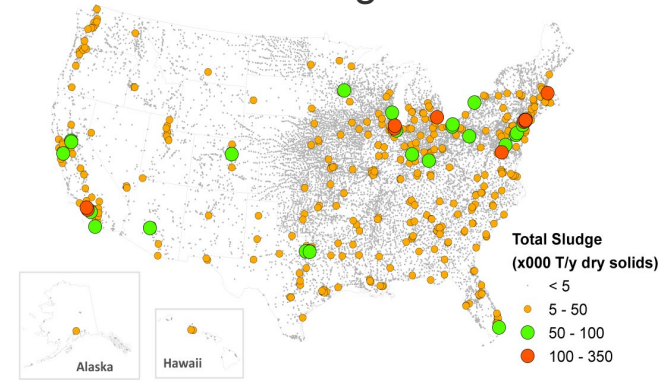 Total Sludge
(x000 T/y dry solids)
< 5
5 - 50
50 - 100
100 - 350
Alaska
Hawaii